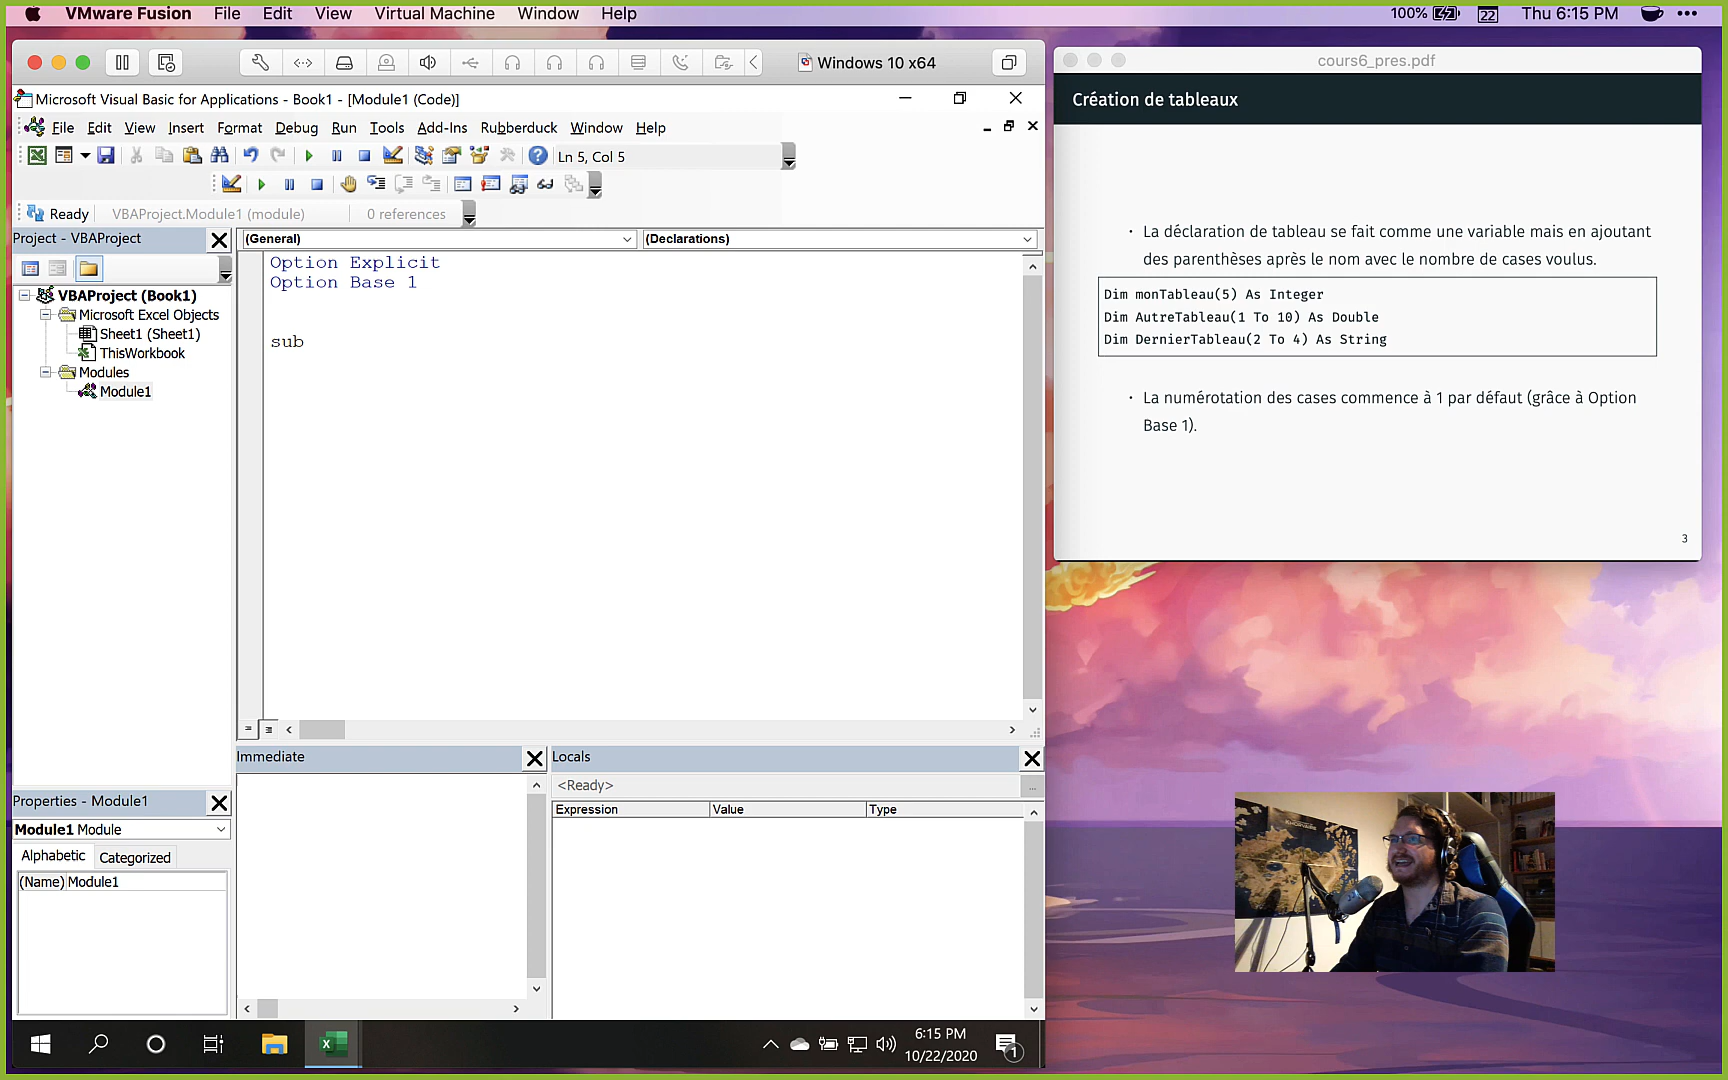 VMware Fusion File Edit View Virtual Machine Window Help
100% 22 Thu 6:15 PM
Windows 10 x64
Microsoft Visual Basic for Applications - Book1 - [Module1 (Code)]
File Edit View Insert Format Debug Run Tools Add-Ins Rubberduck Window Help
Ln 5, Col 5
Ready VBAProject.Module1 (module) 0 references
Project - VBAProject
VBAProject (Book1)
Microsoft Excel Objects
Sheet1 (Sheet1)
ThisWorkbook
Modules
Module1
(General) (Declarations)
Option Explicit
Option Base 1
sub
Properties - Module1
Module1 Module
Alphabetic Categorized
(Name) Module1
Immediate
Locals
<Ready>
...
Expression Value Type
6:15 PM
10/22/2020
1
cours6_pres.pdf
Création de tableaux
· La déclaration de tableau se fait comme une variable mais en ajoutant
des parenthèses après le nom avec le nombre de cases voulus.
Dim monTableau(5) As Integer
Dim AutreTableau(1 To 10) As Double
Dim DernierTableau(2 To 4) As String
· La numérotation des cases commence à 1 par défaut (grâce à Option
Base 1).
3
KHORVAIRE